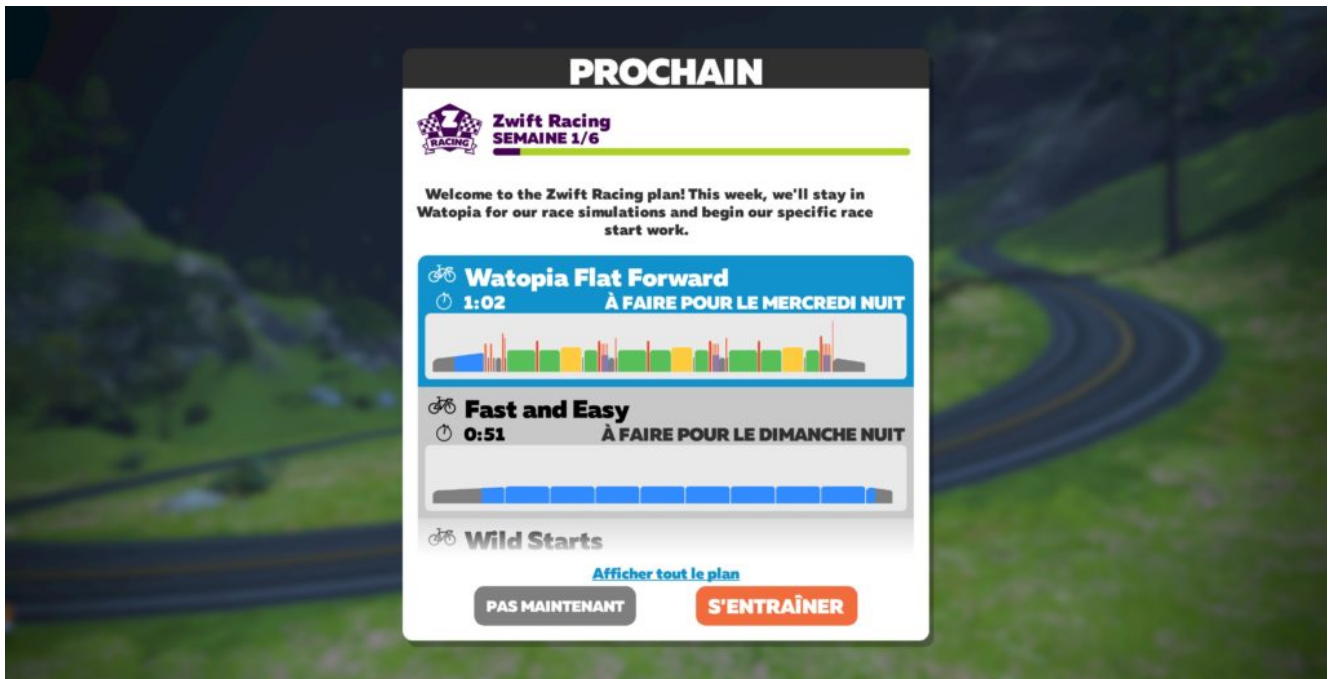 PROCHAIN
Z
RACING
Zwift Racing
SEMAINE 1/6
Welcome to the Zwift Racing plan! This week, we'll stay in
Watopia for our race simulations and begin our specific race
start work.
Watopia Flat Forward
1:02 À FAIRE POUR LE MERCREDI NUIT
Fast and Easy
0:51 À FAIRE POUR LE DIMANCHE NUIT
Wild Starts
Afficher tout le plan
PAS MAINTENANT S'ENTRAÎNER